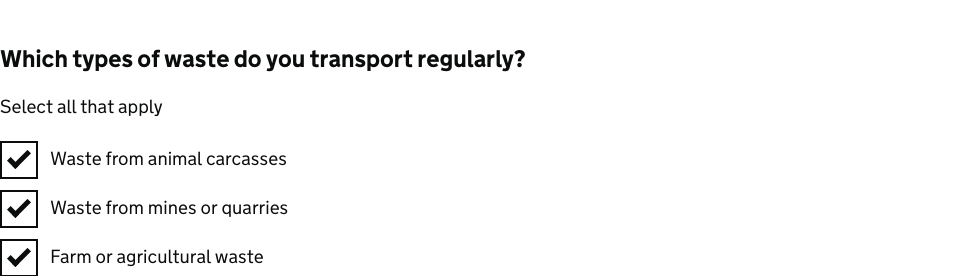 Which types of waste do you transport regularly?
Select all that apply
Waste from animal carcasses
Waste from mines or quarries
Farm or agricultural waste